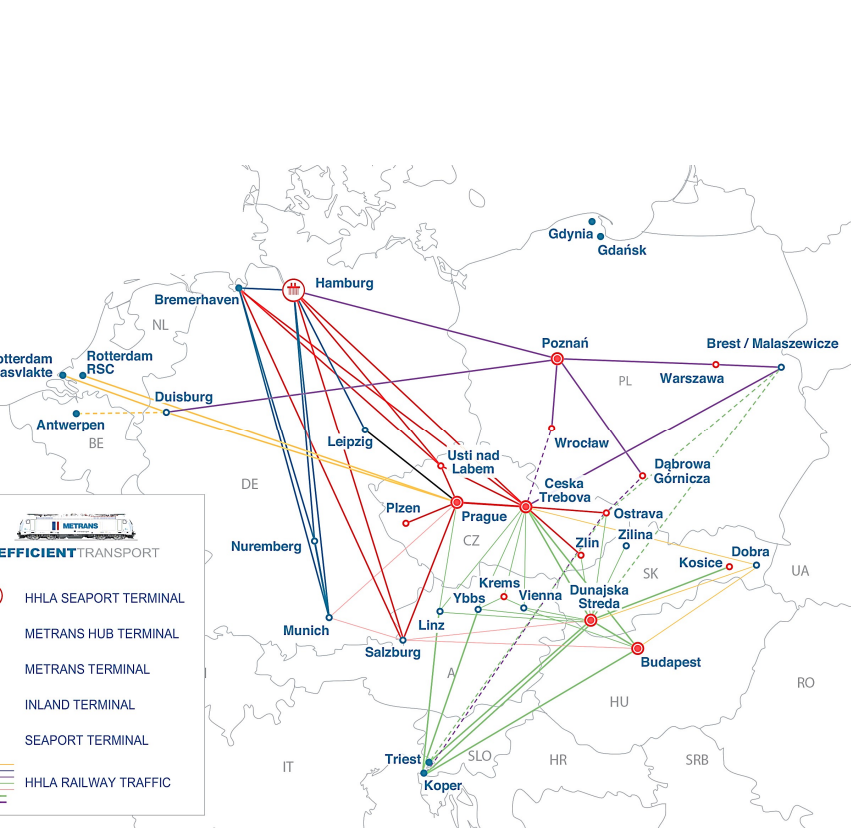 Gdynia
Gdańsk
Hamburg
Bremerhaven
NL
Poznań
Brest / Malaszewicze
otterdam
asvlakte
Rotterdam
RSC
Warszawa
PL
Duisburg
Antwerpen
BE
Leipzig
Wrocław
Usti nad
Labem
Dąbrowa
Górnicza
DE
Ceska
Trebova
Plzen
Prague
Ostrava
METRANS
EFFICIENTTRANSPORT
CZ
Zilina
Zlin
Nuremberg
Dobra
Kosice
SK
UA
Krems
Ybbs
Vienna
Dunajska
Streda
HHLA SEAPORT TERMINAL
METRANS HUB TERMINAL
Munich
Linz
Salzburg
Budapest
METRANS TERMINAL
A
RO
INLAND TERMINAL
HU
SEAPORT TERMINAL
Triest
SLO
HR
SRB
IT
HHLA RAILWAY TRAFFIC
Koper